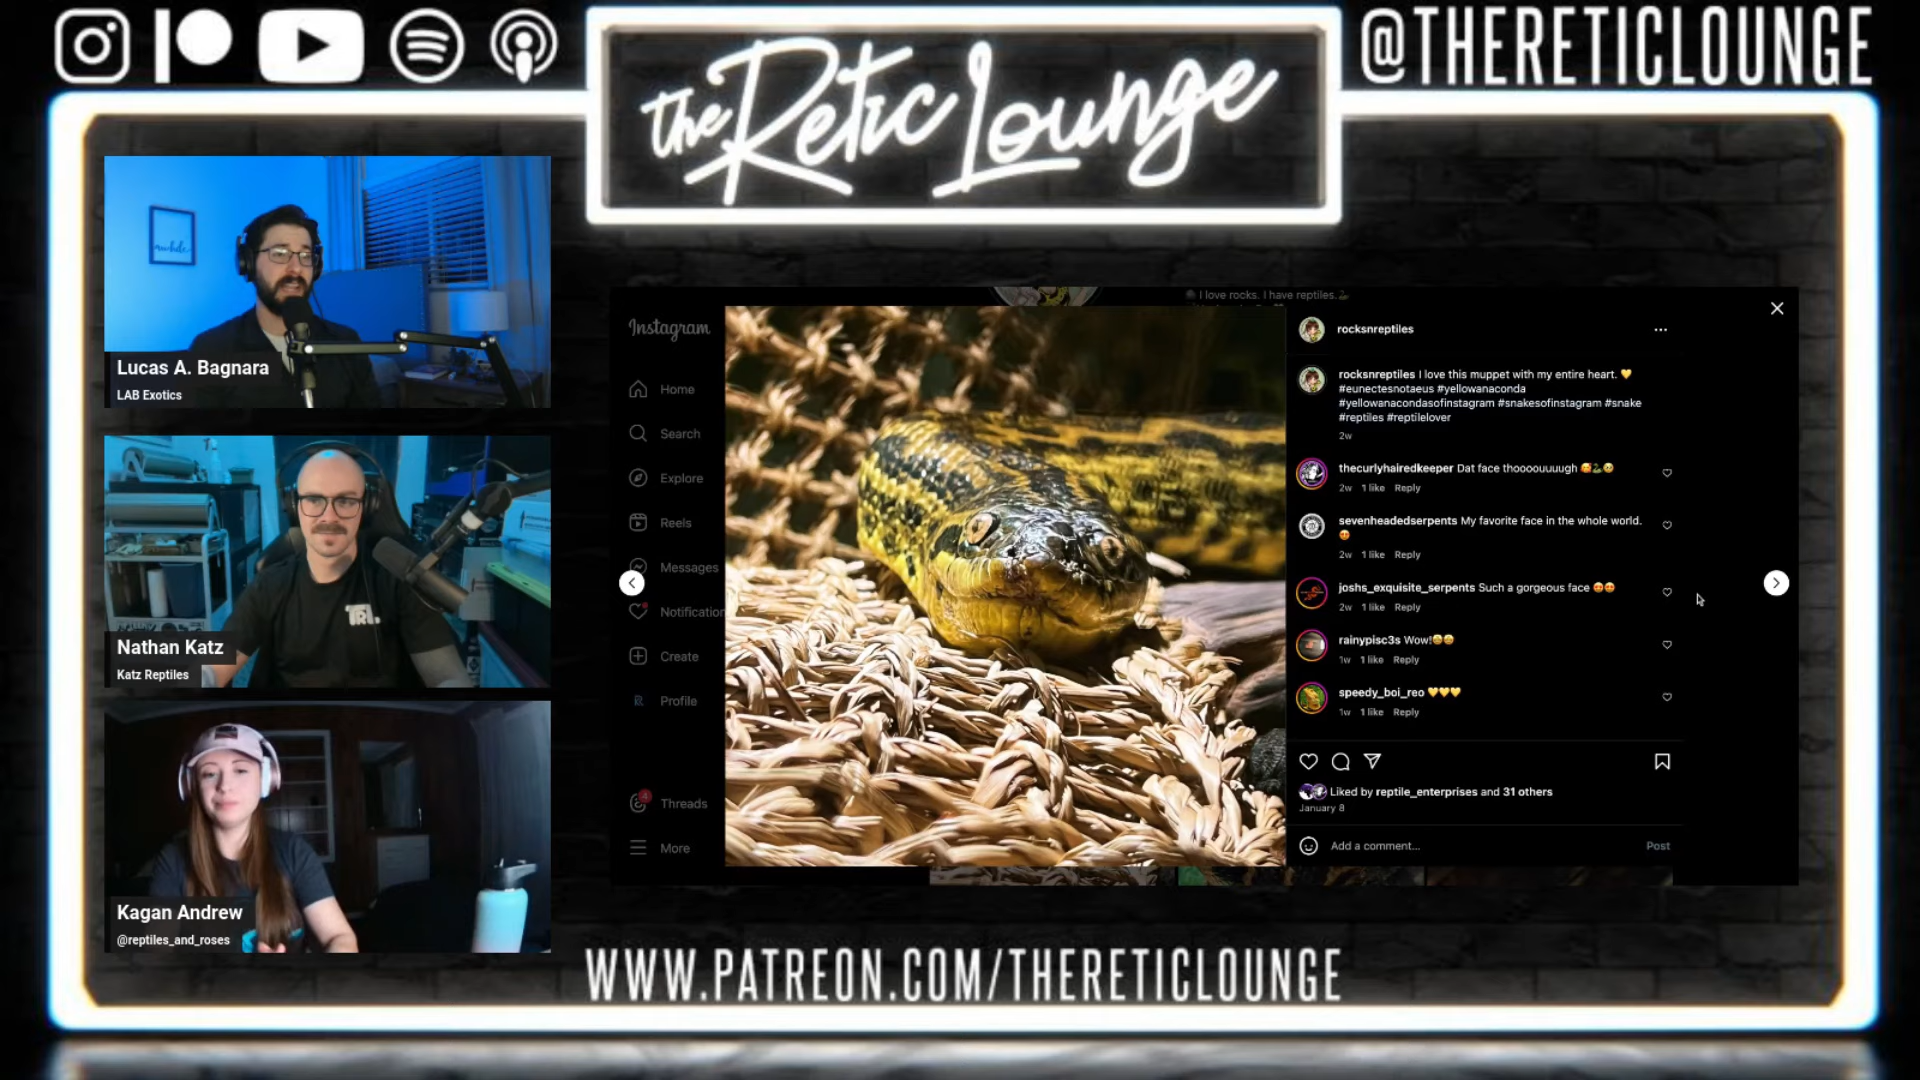 @THERETICLOUNGE
the Retic Lounge
nwhde
Lucas A. Bagnara
LAB Exotics
TRL
Nathan Katz
Katz Reptiles
Kagan Andrew
@reptiles_and_roses
I love rocks. I have reptiles.
Instagram
Home
Search
Explore
Reels
Messages
Notification
Create
Profile
4
Threads
More
rocksnreptiles
rocksnreptiles I love this muppet with my entire heart. 💛
#eunectesnotaeus #yellowanaconda
#yellowanacondasofinstagram #snakesofinstagram #snake
#reptiles #reptilelover
2w
thecurlyhairedkeeper Dat face thoooouuuugh 🥰🐍🥹
2w 1 like Reply
sevenheadedserpents My favorite face in the whole world.
😍
2w 1 like Reply
joshs_exquisite_serpents Such a gorgeous face 😍😍
2w 1 like Reply
rainypisc3s Wow!🤩🤩
1w 1 like Reply
speedy_boi_reo 💛💛💛
1w 1 like Reply
Liked by reptile_enterprises and 31 others
January 8
Add a comment...
Post
WWW.PATREON.COM/THERETICLOUNGE